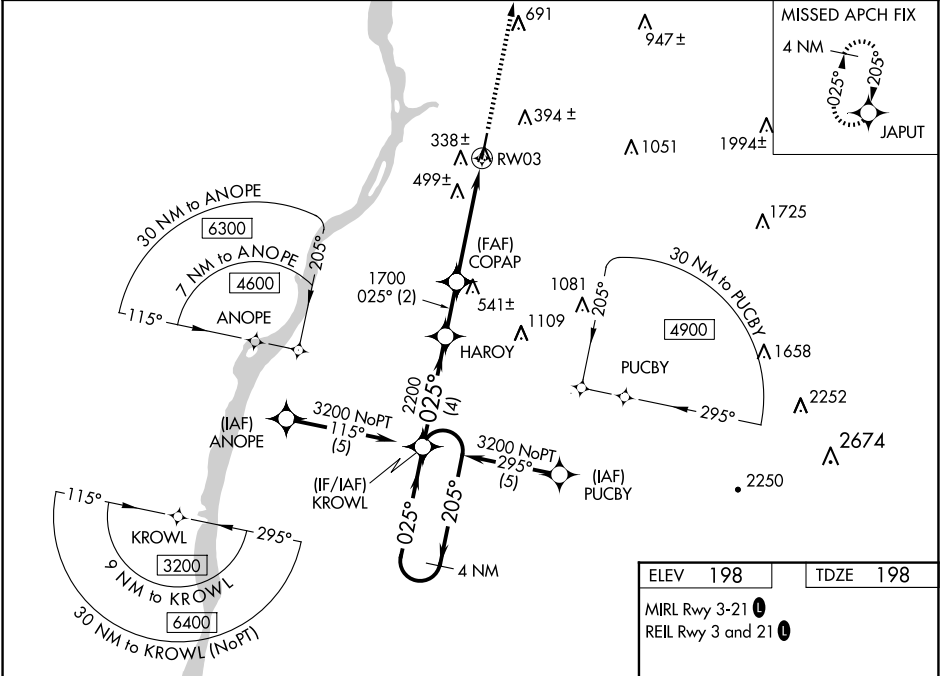 691
947±
MISSED APCH FIX
4 NM
025°
205°
JAPUT
394 ±
338±
RW03
1051
1994±
499±
1725
30 NM to ANOPE
6300
205°
7 NM to ANOPE
4600
115°
ANOPE
(FAF)
COPAP
1700
025° (2)
541±
HAROY
1081
1109
30 NM to PUCBY
205°
4900
PUCBY
295°
1658
2252
2674
2250
2200
025°
(4)
(IAF)
ANOPE
3200 NoPT
115°
(5)
3200 NoPT
295°
(5)
(IAF)
PUCBY
(IF/IAF)
KROWL
025°
205°
4 NM
115°
295°
KROWL
3200
9 NM to KROWL
6400
30 NM to KROWL (NoPT)
ELEV 198
TDZE 198
MIRL Rwy 3-21 L
REIL Rwy 3 and 21 L